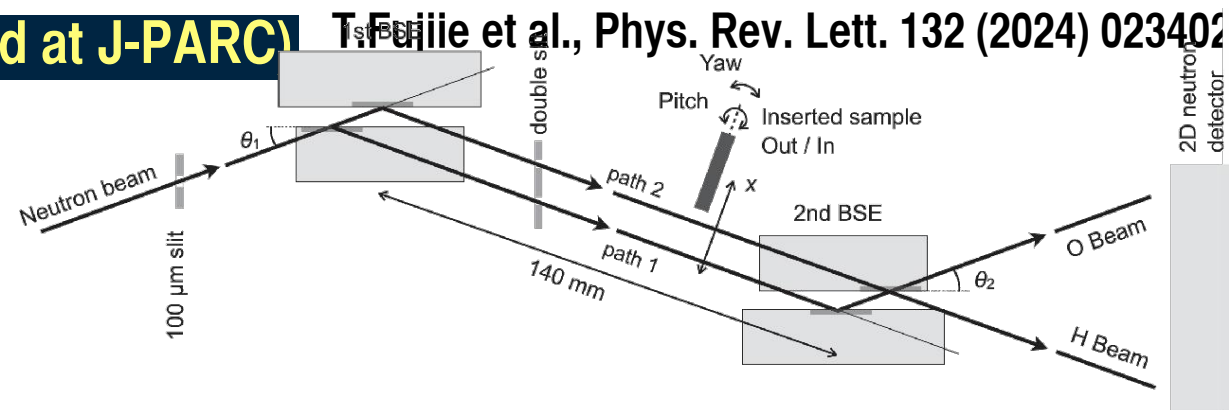 d at J-PARC)
T.Fujiie et al., Phys. Rev. Lett. 132 (2024) 023402
1st BSE
double slit
Yaw
Pitch
Inserted sample
Out / In
2D neutron
detector
θ1
Neutron beam
100 μm slit
path 2
x
path 1
140 mm
2nd BSE
O Beam
θ2
H Beam